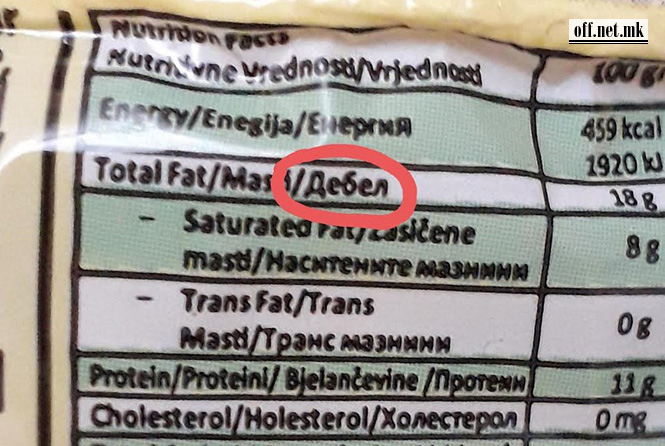 off.net.mk
Nutrition Facts
Nutritivne Vrednosti/Vrjednosti
100 g
Energy/Enegija/Енергия
459 kcal
1920 kJ
Total Fat/Masti/Дебел
18 g
- Saturated Fat/Zasičene
masti/Наситените мазнини
8 g
- Trans Fat/Trans
Masti/Транс мазнини
0 g
Protein/Proteini/ Bjelančevine /Протеин
11 g
Cholesterol/Holesterol/Холестерол
0 mg